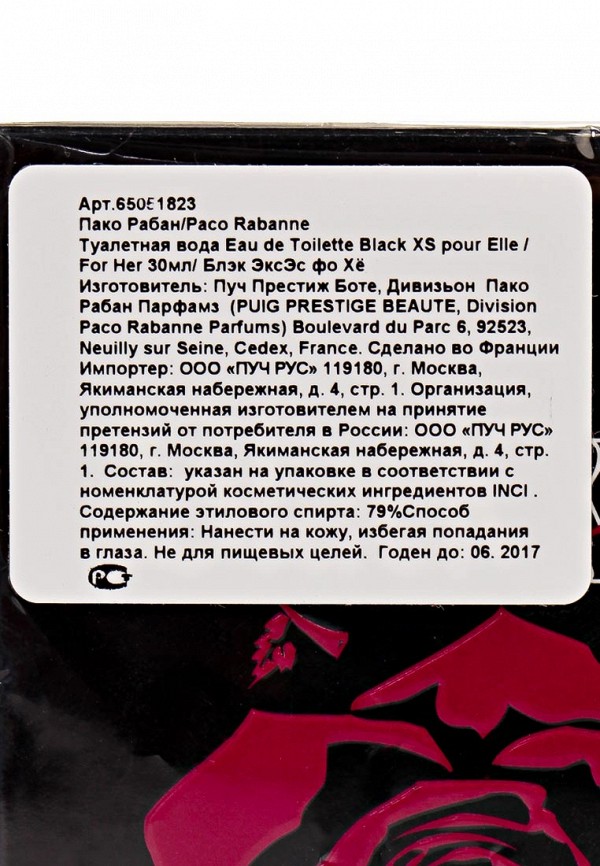 Арт.65051823
Пако Рабан/Paco Rabanne
Туалетная вода Eau de Toilette Black XS pour Elle /
For Her 30мл/ Блэк ЭксЭс фо Хё
Изготовитель: Пуч Престиж Боте, Дивизьон Пако
Рабан Парфамз (PUIG PRESTIGE BEAUTE, Division
Paco Rabanne Parfums) Boulevard du Parc 6, 92523,
Neuilly sur Seine, Cedex, France. Сделано во Франции
Импортер: ООО «ПУЧ РУС» 119180, г. Москва,
Якиманская набережная, д. 4, стр. 1. Организация,
уполномоченная изготовителем на принятие
претензий от потребителя в России: ООО «ПУЧ РУС»
119180, г. Москва, Якиманская набережная, д. 4, стр.
1. Состав: указан на упаковке в соответствии с
номенклатурой косметических ингредиентов INCI .
Содержание этилового спирта: 79%Способ
применения: Нанести на кожу, избегая попадания
в глаза. Не для пищевых целей. Годен до: 06. 2017
РСТ